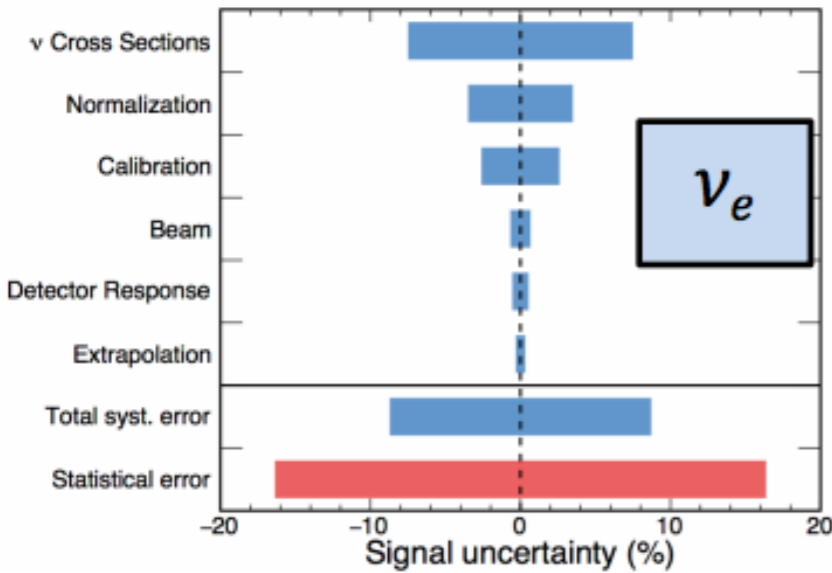 ν Cross Sections
Normalization
Calibration
νe
Beam
Detector Response
Extrapolation
Total syst. error
Statistical error
−20 −10 0 10 20
Signal uncertainty (%)